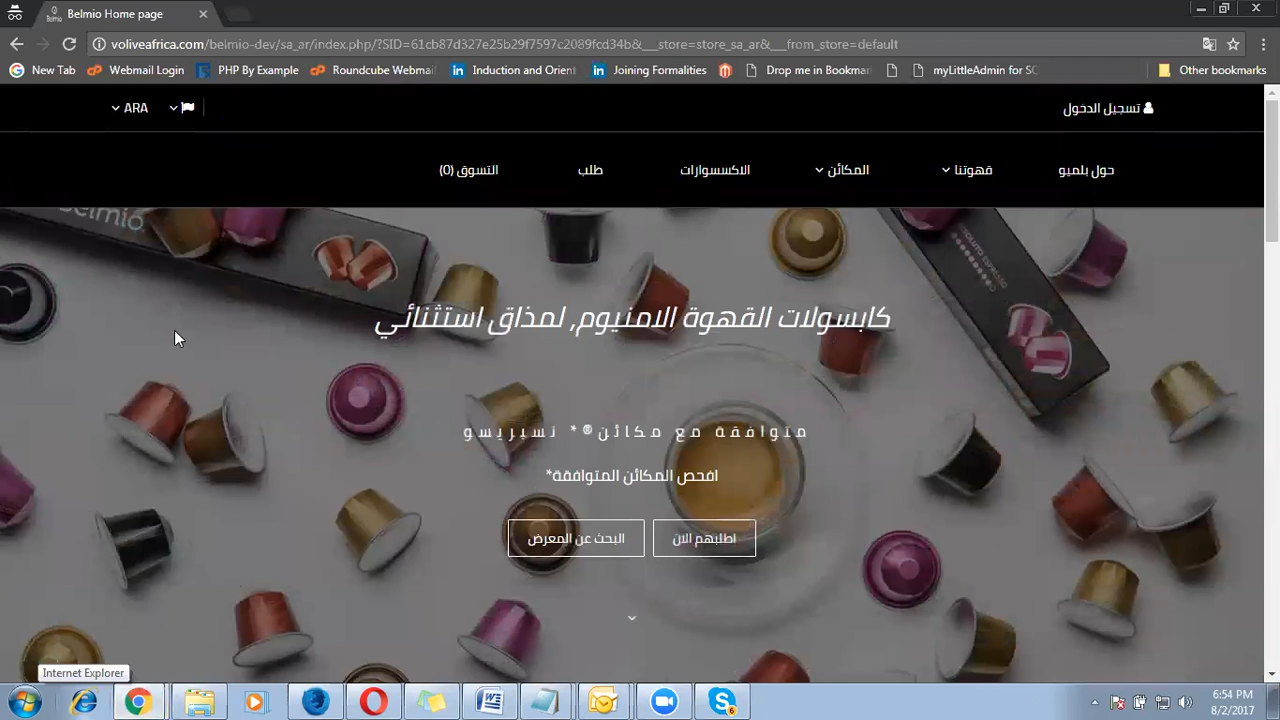 Belmio Home page
voliveafrica.com/belmio-dev/sa_ar/index.php/?SID=61cb87d327e25b29f7597c2089fcd34b&___store=store_sa_ar&___from_store=default
New Tab
Webmail Login
PHP By Example
Roundcube Webmai
Induction and Orient
Joining Formalities
Drop me in Bookmar
myLittleAdmin for SQ
Other bookmarks
تسجيل الدخول
ARA
حول بلميو
قهوتنا
المكائن
الاكسسوارات
طلب
التسوق (0)
belmio.
كابسولات القهوة الامنيوم, لمذاق استثنائي
متوافقة مع مكائن®* نسبريسو
افحص المكائن المتوافقة*
اطلبهم الان
البحث عن المعرض
Internet Explorer
6
6:54 PM
8/2/2017